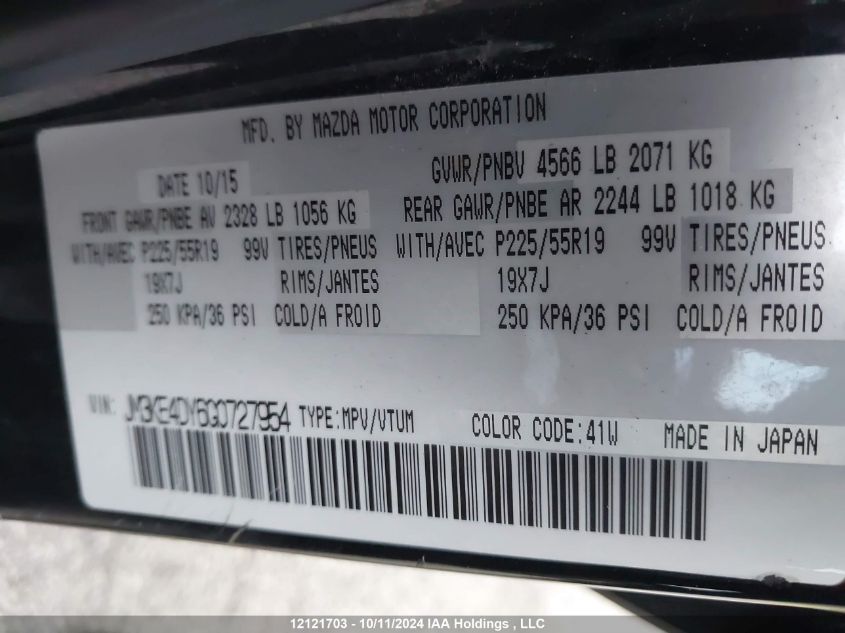 MFD. BY MAZDA MOTOR CORPORATION
DATE 10/15
GVWR/PNBV 4566 LB 2071 KG
FRONT GAWR/PNBE AV 2328 LB 1056 KG
REAR GAWR/PNBE AR 2244 LB 1018 KG
WITH/AVEC P225/55R19 99V TIRES/PNEUS
WITH/AVEC P225/55R19 99V TIRES/PNEUS
19X7J RIMS/JANTES
19X7J RIMS/JANTES
250 KPA/36 PSI COLD/A FROID
250 KPA/36 PSI COLD/A FROID
VIN: JM3KE4DY6G0727954 TYPE:MPV/VTUM COLOR CODE:41W MADE IN JAPAN
12121703 - 10/11/2024 IAA Holdings , LLC